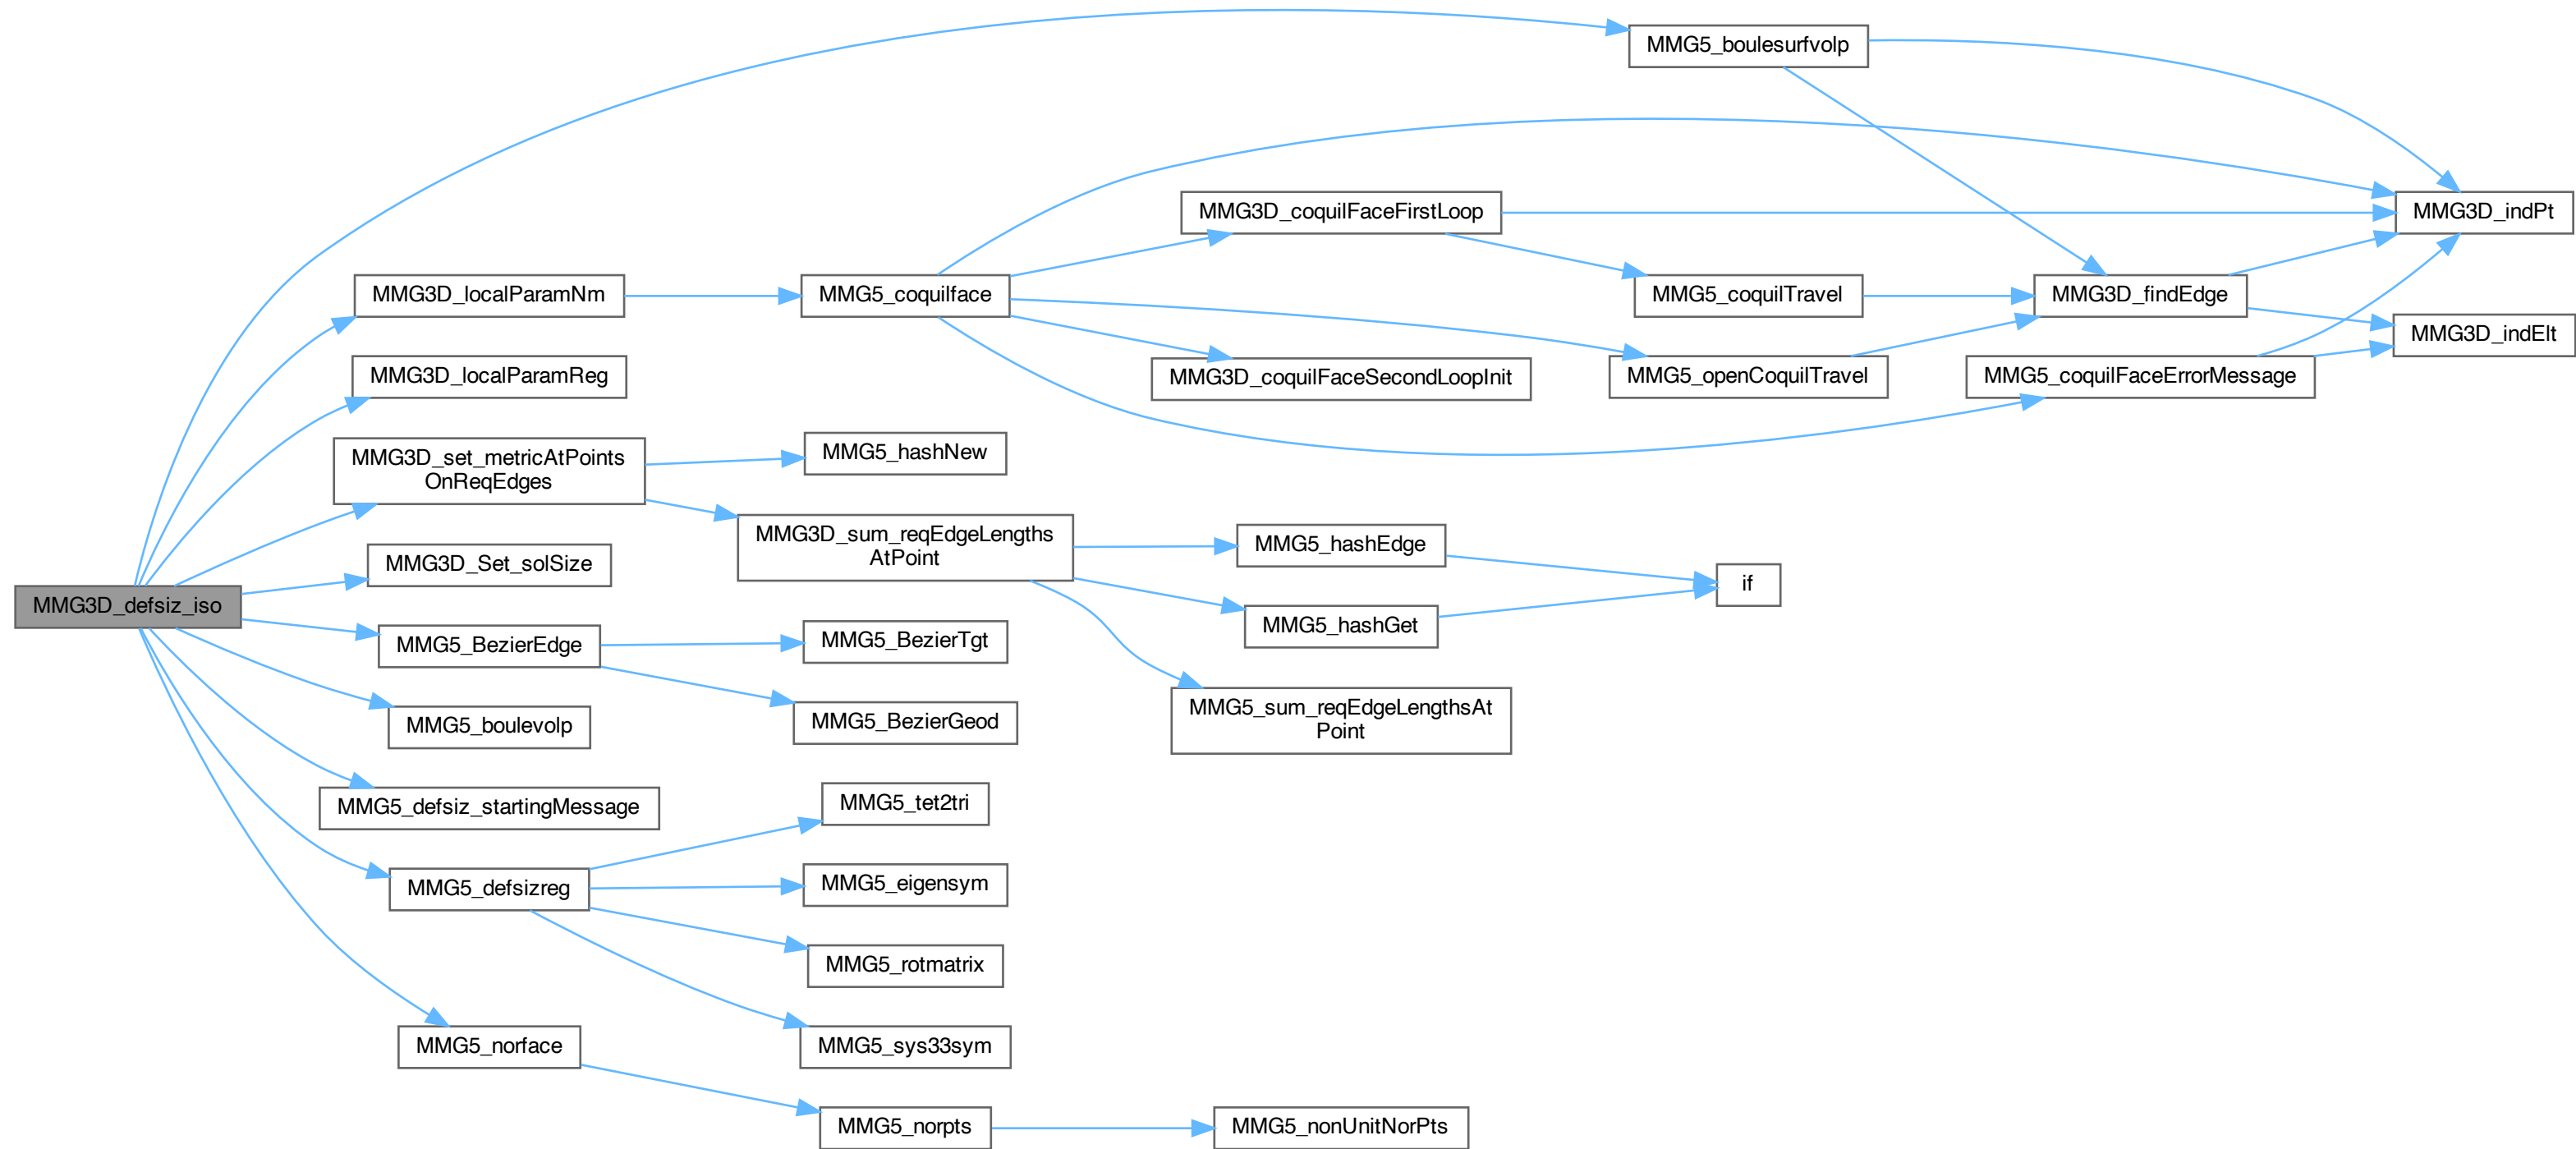 MMG5_boulesurfvolp
MMG3D_coquilFaceFirstLoop
MMG3D_indPt
MMG3D_localParamNm
MMG5_coquilface
MMG5_coquilTravel
MMG3D_findEdge
MMG3D_indElt
MMG3D_localParamReg
MMG3D_coquilFaceSecondLoopInit
MMG5_openCoquilTravel
MMG5_coquilFaceErrorMessage
MMG3D_set_metricAtPoints
OnReqEdges
MMG5_hashNew
MMG3D_sum_reqEdgeLengths
AtPoint
MMG5_hashEdge
MMG3D_Set_solSize
if
MMG3D_defsiz_iso
MMG5_hashGet
MMG5_BezierEdge
MMG5_BezierTgt
MMG5_boulevolp
MMG5_BezierGeod
MMG5_sum_reqEdgeLengthsAt
Point
MMG5_defsiz_startingMessage
MMG5_tet2tri
MMG5_defsizreg
MMG5_eigensym
MMG5_rotmatrix
MMG5_norface
MMG5_sys33sym
MMG5_norpts
MMG5_nonUnitNorPts